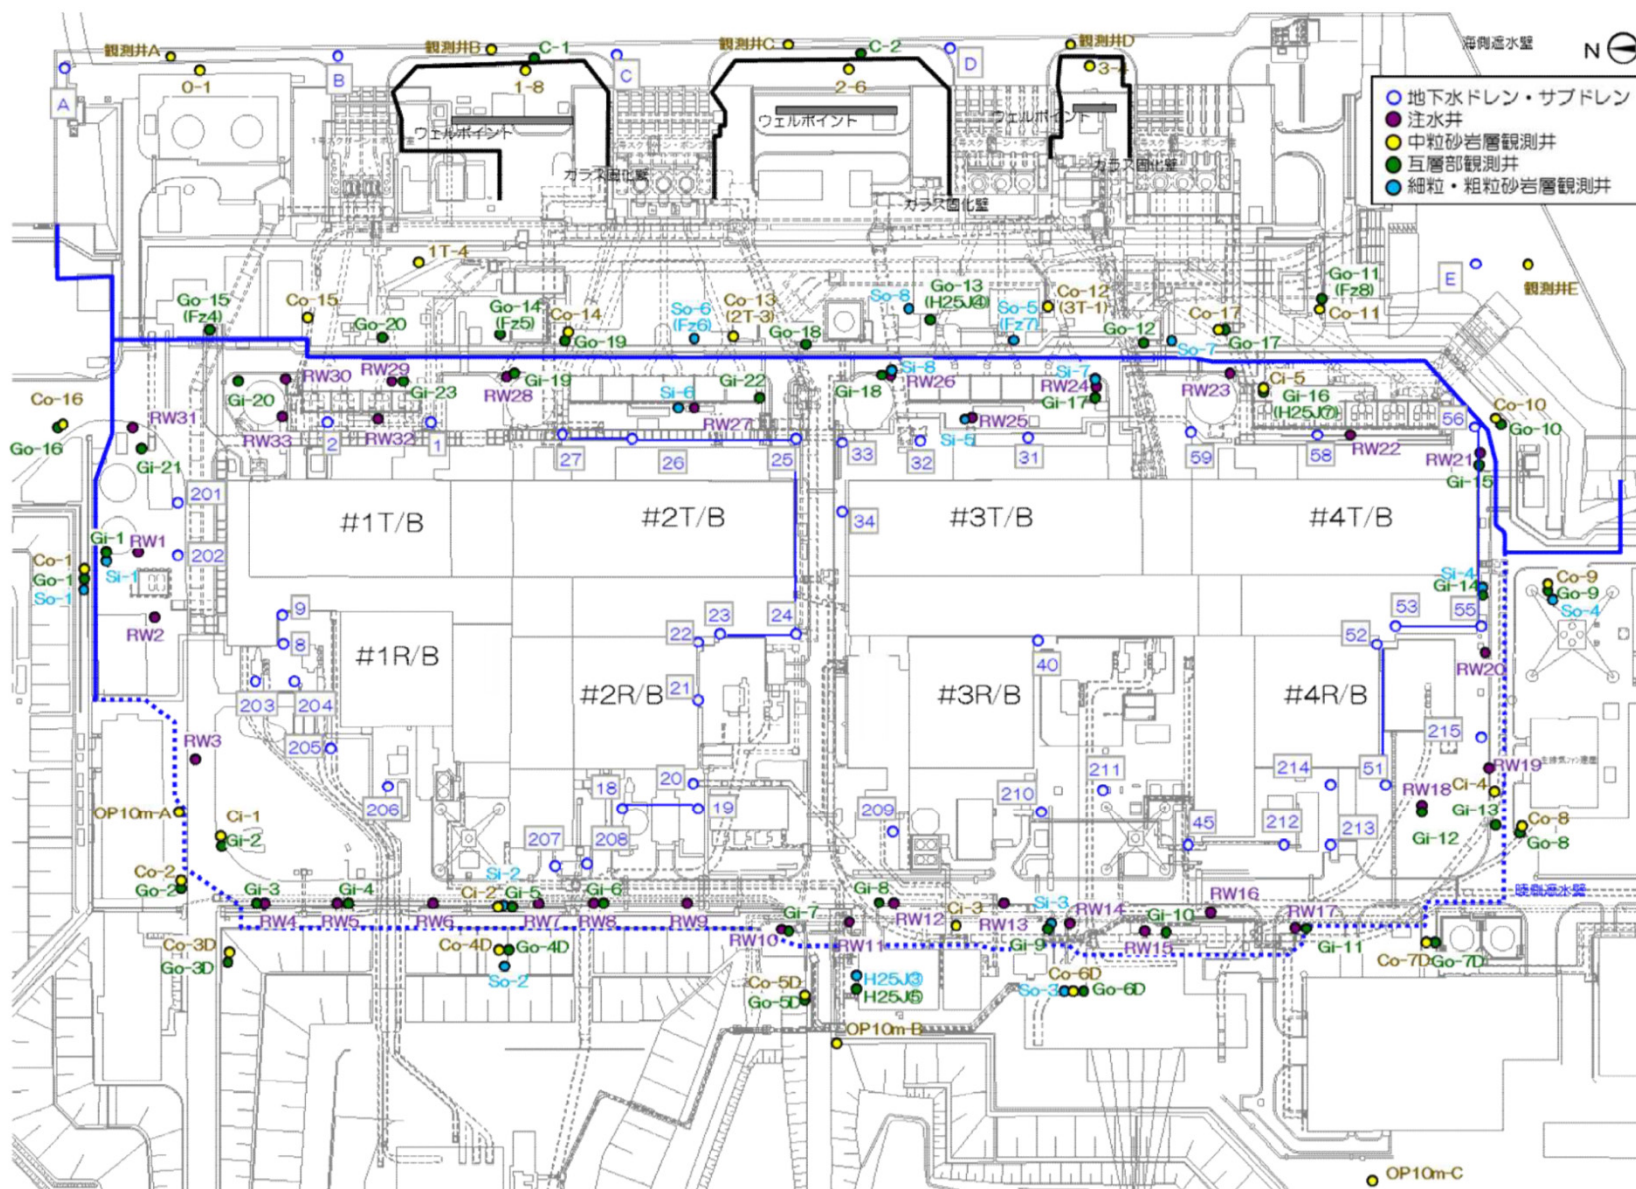 観測井A
観測井B
C-1
観測井C
C-2
観測井D
海側遮水壁
N
A
O-1
B
1-8
C
2-6
D
3-4
地下水ドレン・サブドレン
注水井
中粒砂岩層観測井
互層部観測井
細粒・粗粒砂岩層観測井
ウェルポイント
ウェルポイント
ウェルポイント
ガラス固化壁
ガラス固化壁
ガラス固化壁
1T-4
E
観測井E
Go-15
(Fz4)
Co-15
Go-20
Go-14
(Fz5)
Co-14
Go-19
So-6
(Fz6)
Co-13
(2T-3)
Go-18
So-8
Go-13
(H25J④)
So-5
(Fz7)
Co-12
(3T-1)
Go-12
So-7
Co-17
Go-17
Go-11
(Fz8)
Co-11
Co-16
Go-16
RW31
Gi-21
Gi-20
RW30
RW33
RW29
Gi-23
RW32
RW28
Gi-19
Si-6
RW27
Gi-22
Gi-18
Si-8
RW26
Si-5
RW25
Si-7
RW24
Gi-17
RW23
Ci-5
Gi-16
(H25J⑦)
RW22
56
Co-10
Go-10
RW21
Gi-15
2
1
27
26
25
33
32
31
59
58
201
202
#1T/B
#2T/B
34
#3T/B
#4T/B
Gi-1
RW1
Si-1
Co-1
Go-1
So-1
RW2
9
8
203
204
205
206
#1R/B
#2R/B
22
23
24
21
20
18
19
40
#3R/B
#4R/B
52
53
55
51
Si-4
Gi-14
Co-9
Go-9
So-4
RW20
215
RW19
RW3
OP10m-A
Ci-1
Gi-2
Co-2
Go-2
207
208
209
210
211
214
45
212
213
RW18
Gi-12
Ci-4
Gi-13
Co-8
Go-8
陸側遮水壁
Gi-3
RW4
Gi-4
RW5
RW6
Si-2
Ci-2
Gi-5
RW7
Gi-6
RW8
RW9
Gi-7
RW10
RW11
Gi-8
RW12
Ci-3
RW13
Si-3
Gi-9
RW14
RW15
Gi-10
RW16
RW17
Gi-11
Co-3D
Go-3D
Co-4D
Go-4D
So-2
Co-5D
Go-5D
H25J③
H25J⑤
So-3
Co-6D
Go-6D
Co-7D
Go-7D
OP10m-B
OP10m-C